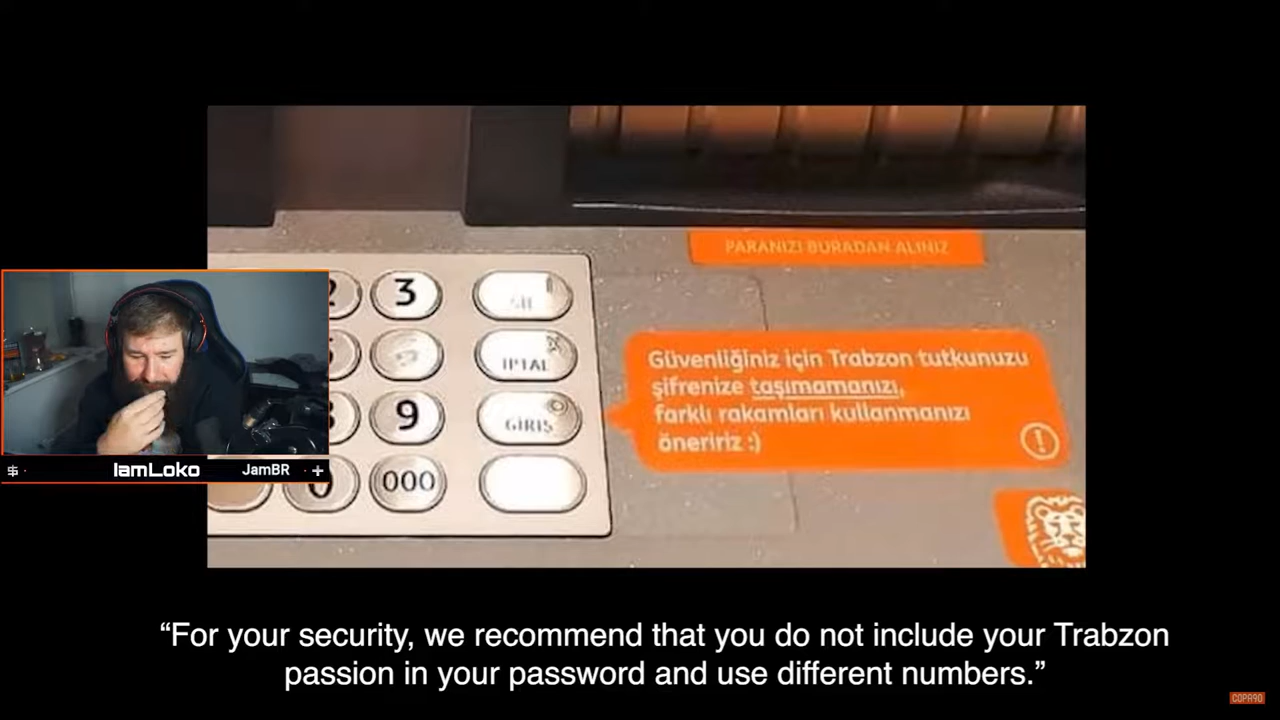 PARANIZI BURADAN ALINIZ
3
SİL
İPTAL
9
GİRİŞ
0
000
Güvenliğiniz için Trabzon tutkunuzu
şifrenize taşımamanızı,
farklı rakamları kullanmanızı
öneririz :)
!
$ IamLoko JamBR +
“For your security, we recommend that you do not include your Trabzon
passion in your password and use different numbers.”
COPA90